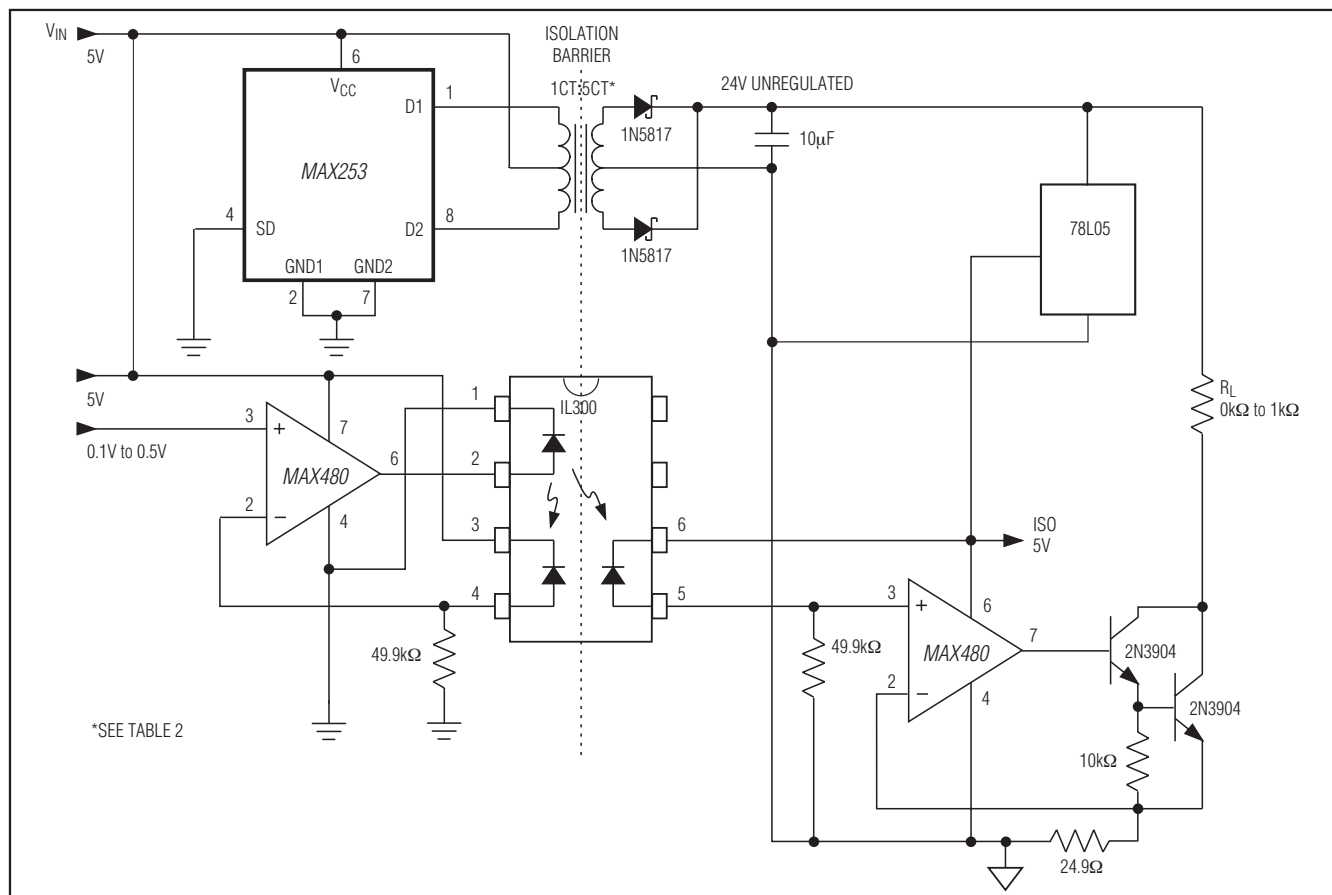 VIN
5V
ISOLATION
BARRIER
1CT:5CT*
24V UNREGULATED
6
VCC
D1
1
1N5817
10μF
MAX253
4
SD
D2
8
1N5817
78L05
GND1
GND2
2
7
5V
3
0.1V to 0.5V
7
MAX480
6
2
4
1
IL300
2
3
4
6
5
RL
0kΩ to 1kΩ
ISO
5V
49.9kΩ
49.9kΩ
3
6
MAX480
7
2
4
2N3904
2N3904
10kΩ
24.9Ω
*SEE TABLE 2